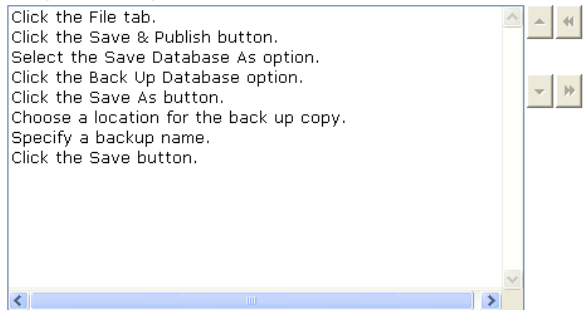 Click the File tab.
Click the Save & Publish button.
Select the Save Database As option.
Click the Back Up Database option.
Click the Save As button.
Choose a location for the back up copy.
Specify a backup name.
Click the Save button.